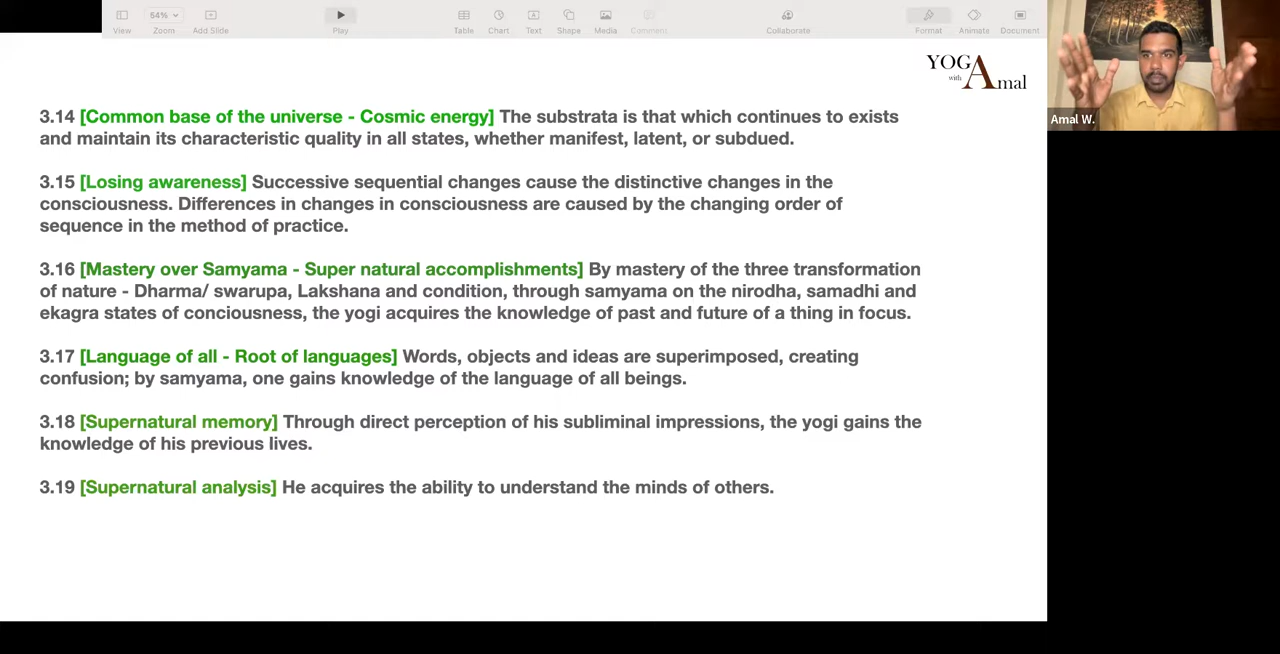 View
64%
Zoom
Add Slide
Play
Table
Chart
Text
Shape
Media
Comment
Collaborate
Format
Animate
Document
YOGA
with Amal
Amal W.
3.14 [Common base of the universe - Cosmic energy] The substrata is that which continues to exists
and maintain its characteristic quality in all states, whether manifest, latent, or subdued.
3.15 [Losing awareness] Successive sequential changes cause the distinctive changes in the
consciousness. Differences in changes in consciousness are caused by the changing order of
sequence in the method of practice.
3.16 [Mastery over Samyama - Super natural accomplishments] By mastery of the three transformation
of nature - Dharma/ swarupa, Lakshana and condition, through samyama on the nirodha, samadhi and
ekagra states of conciousness, the yogi acquires the knowledge of past and future of a thing in focus.
3.17 [Language of all - Root of languages] Words, objects and ideas are superimposed, creating
confusion; by samyama, one gains knowledge of the language of all beings.
3.18 [Supernatural memory] Through direct perception of his subliminal impressions, the yogi gains the
knowledge of his previous lives.
3.19 [Supernatural analysis] He acquires the ability to understand the minds of others.